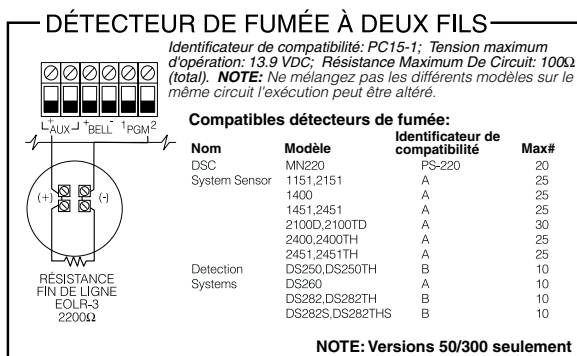 DÉTECTEUR DE FUMÉE À DEUX FILS
Identificateur de compatibilité: PC15-1; Tension maximum
d'opération: 13.9 VDC; Résistance Maximum De Circuit: 100Ω
(total). NOTE: Ne mélangez pas les différents modèles sur le
même circuit l'exécution peut être altéré.
+ AUX - + BELL - 1 PGM 2
(+) (-)
RÉSISTANCE
FIN DE LIGNE
EOLR-3
2200Ω
Compatibles détecteurs de fumée:
Nom Modèle Identificateur de compatibilité Max#
DSC MN220 PS-220 20
System Sensor 1151,2151 A 25
1400 A 25
1451,2451 A 25
2100D,2100TD A 30
2400,2400TH A 25
2451,2451TH A 25
Detection DS250,DS250TH B 10
Systems DS260 A 10
DS282,DS282TH B 10
DS282S,DS282THS B 10
NOTE: Versions 50/300 seulement